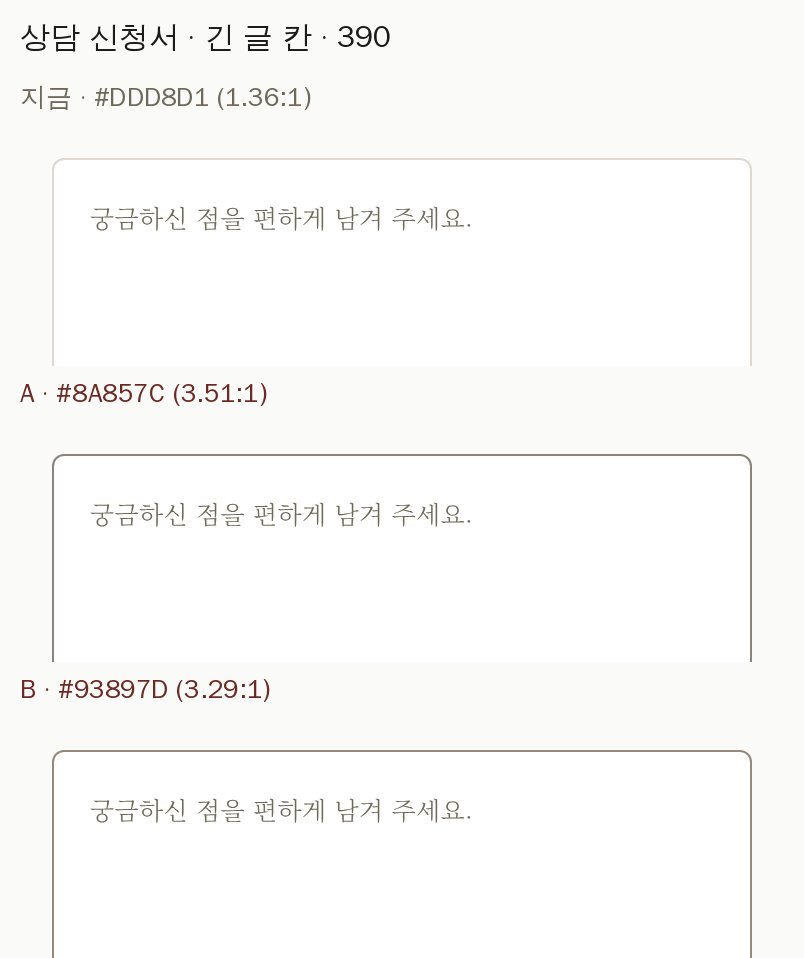 상담 신청서 · 긴 글 칸 · 390
지금 · #DDD8D1 (1.36:1)
궁금하신 점을 편하게 남겨 주세요.
A · #8A857C (3.51:1)
궁금하신 점을 편하게 남겨 주세요.
B · #93897D (3.29:1)
궁금하신 점을 편하게 남겨 주세요.